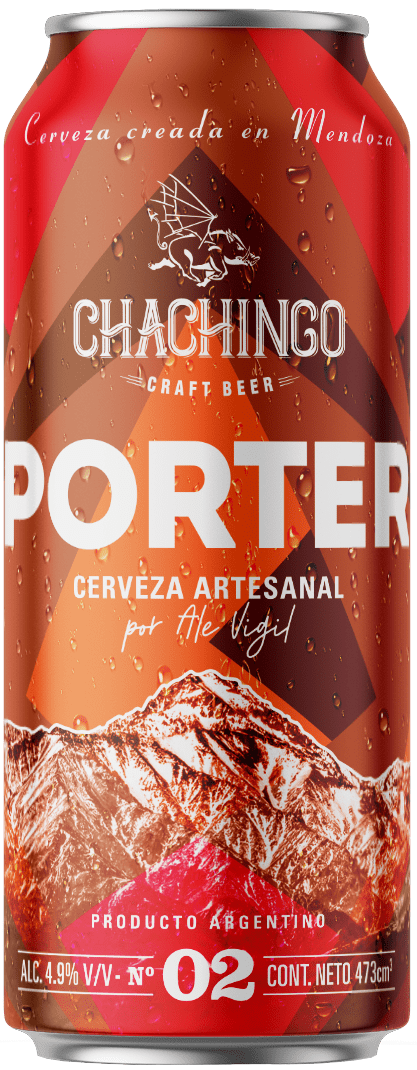 Cerveza creada en Mendoza
CHACHINGO
CRAFT BEER
PORTER
CERVEZA ARTESANAL
por Ale Vigil
PRODUCTO ARGENTINO
ALC. 4.9% V/V - Nº 02 CONT. NETO 473cm³